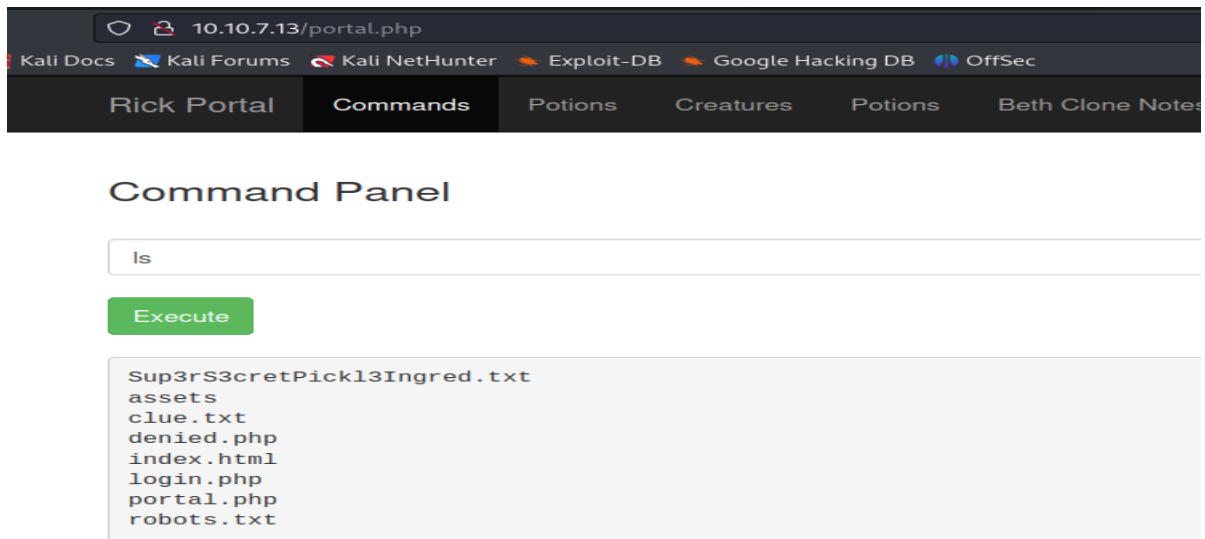 10.10.7.13/portal.php
Kali Docs Kali Forums Kali NetHunter Exploit-DB Google Hacking DB OffSec
Rick Portal Commands Potions Creatures Potions Beth Clone Notes
Command Panel
ls
Execute
Sup3rS3cretPickl3Ingred.txt
assets
clue.txt
denied.php
index.html
login.php
portal.php
robots.txt